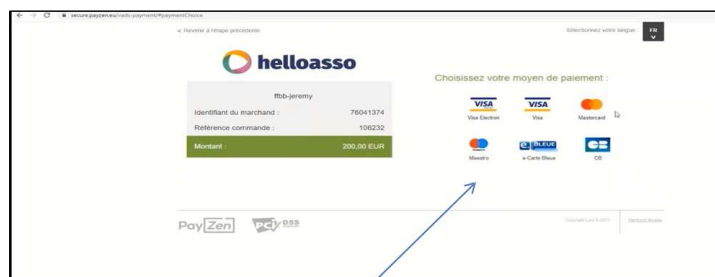 secure.payzen.eu/vads-payment/#paymentChoice
< Revenir à l'étape précédente
Sélectionnez votre langue :
FR
helloasso
Choisissez votre moyen de paiement :
ffbb-jeremy
Identifiant du marchand : 76041374
Référence commande : 106232
Montant : 200,00 EUR
VISA
VISA
Visa Electron
Visa
Mastercard
e BLEUE
CB
Maestro
e-Carte Bleue
CB
PayZen
PCI DSS